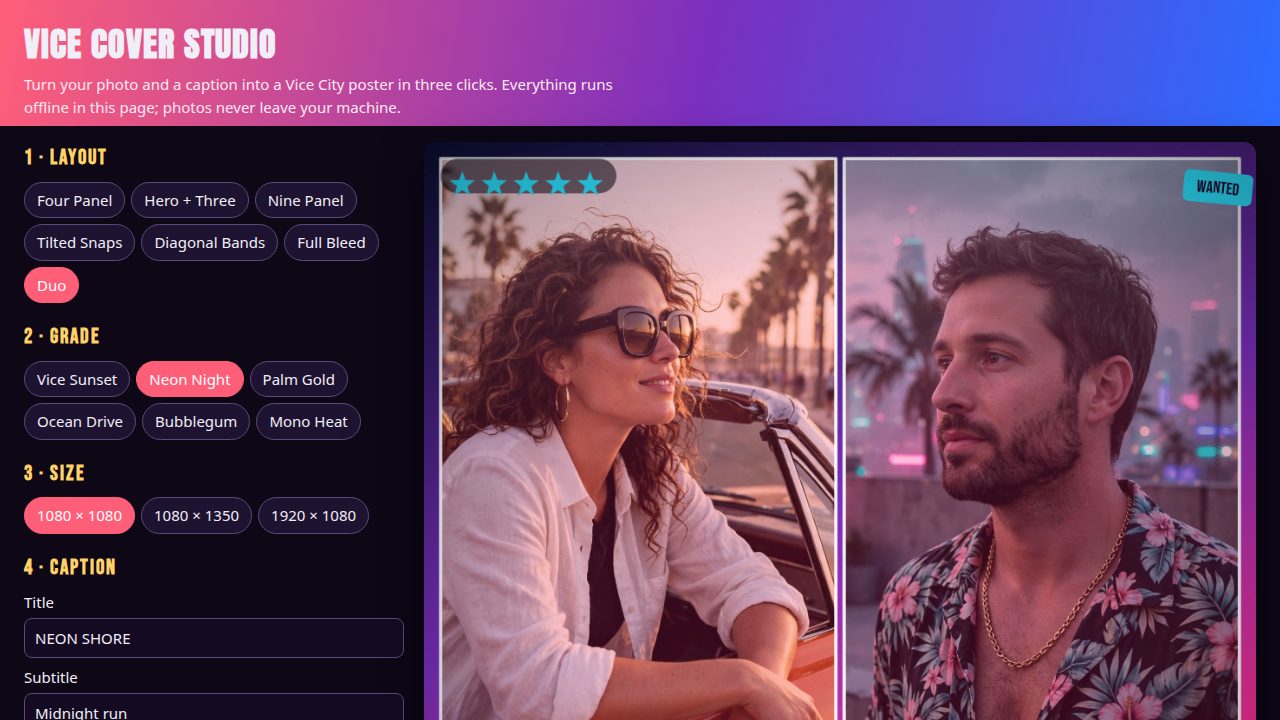 VICE COVER STUDIO
Turn your photo and a caption into a Vice City poster in three clicks. Everything runs
offline in this page; photos never leave your machine.
1 · LAYOUT
Four Panel
Hero + Three
Nine Panel
Tilted Snaps
Diagonal Bands
Full Bleed
Duo
2 · GRADE
Vice Sunset
Neon Night
Palm Gold
Ocean Drive
Bubblegum
Mono Heat
3 · SIZE
1080 × 1080
1080 × 1350
1920 × 1080
4 · CAPTION
Title
NEON SHORE
Subtitle
Midnight run
WANTED